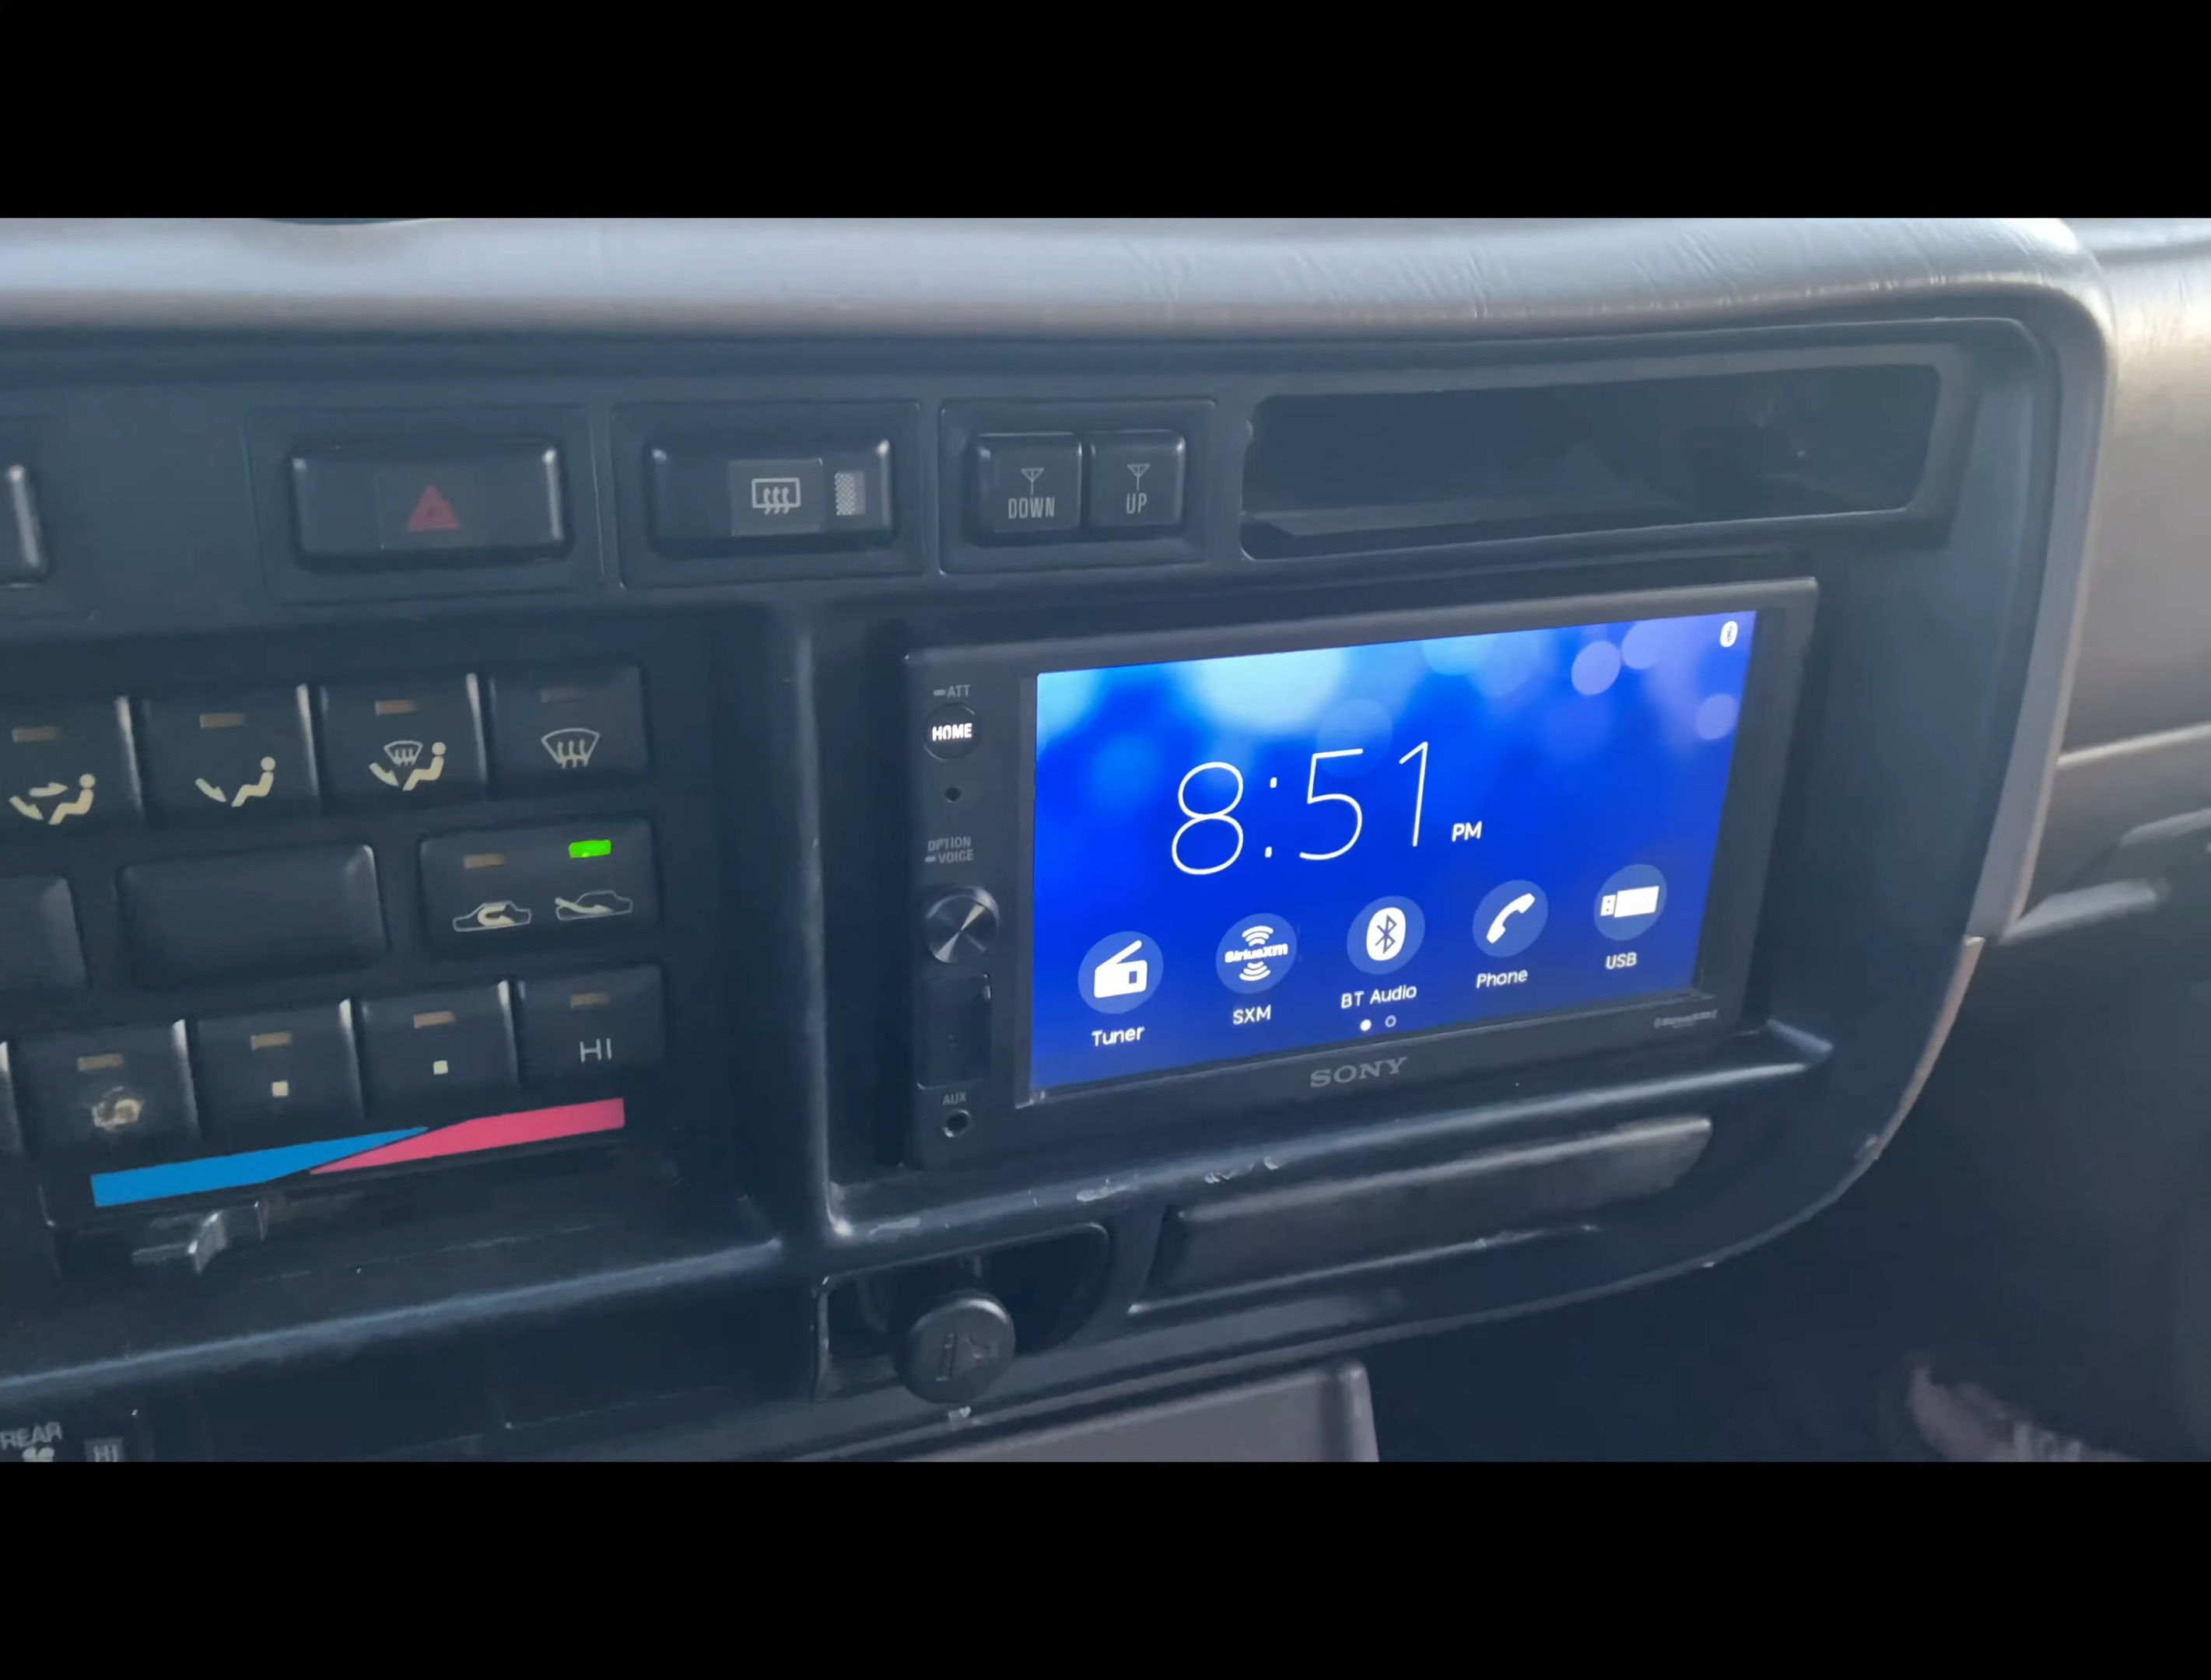 DOWN
UP
ATT
HOME
OPTION
VOICE
AUX
8:51 PM
Tuner
SiriusXM
SXM
BT Audio
Phone
USB
SONY
HI
REAR
HI